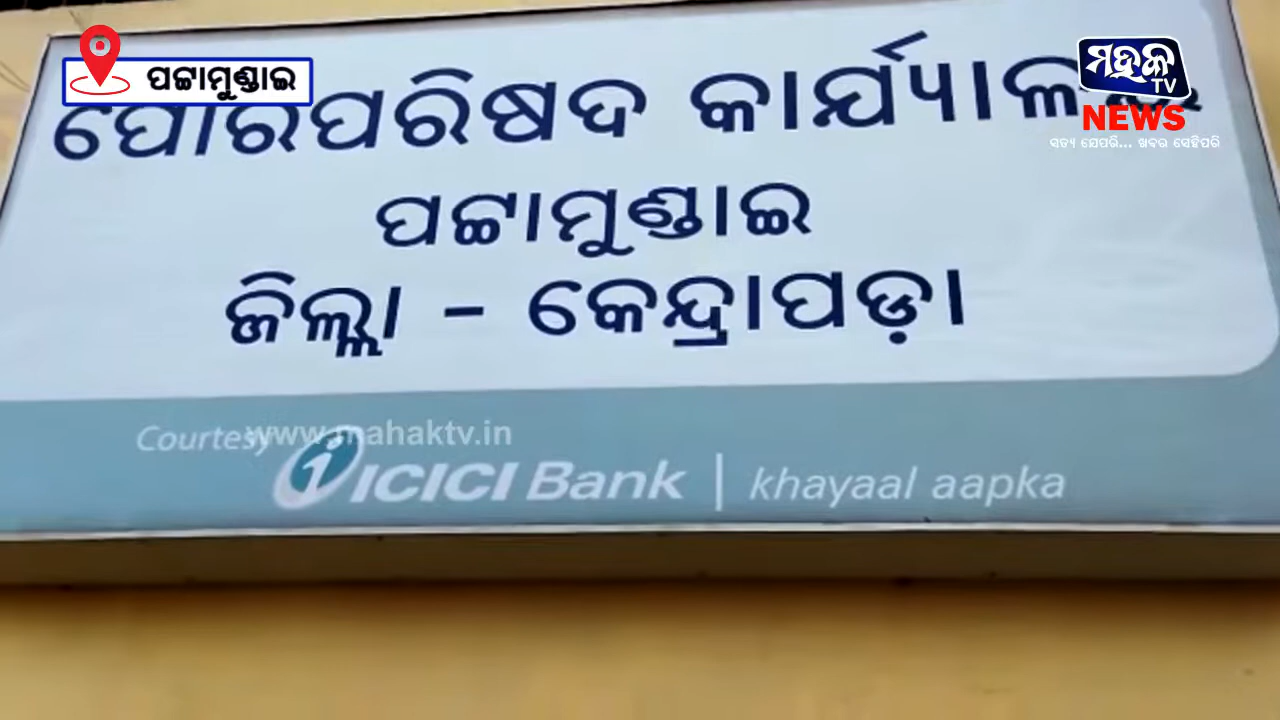 ପଟ୍ଟାମୁଣ୍ଡାଇ
ମହକ
TV
NEWS
ସତ୍ୟ ଯେପରି... ଖବର ସେହିପରି
ପୌରପରିଷଦ କାର୍ଯ୍ୟାଳୟ
ପଟ୍ଟାମୁଣ୍ଡାଇ
ଜିଲ୍ଲା - କେନ୍ଦ୍ରାପଡ଼ା
Courtesy
www.mahaktv.in
ICICI Bank | khayaal aapka